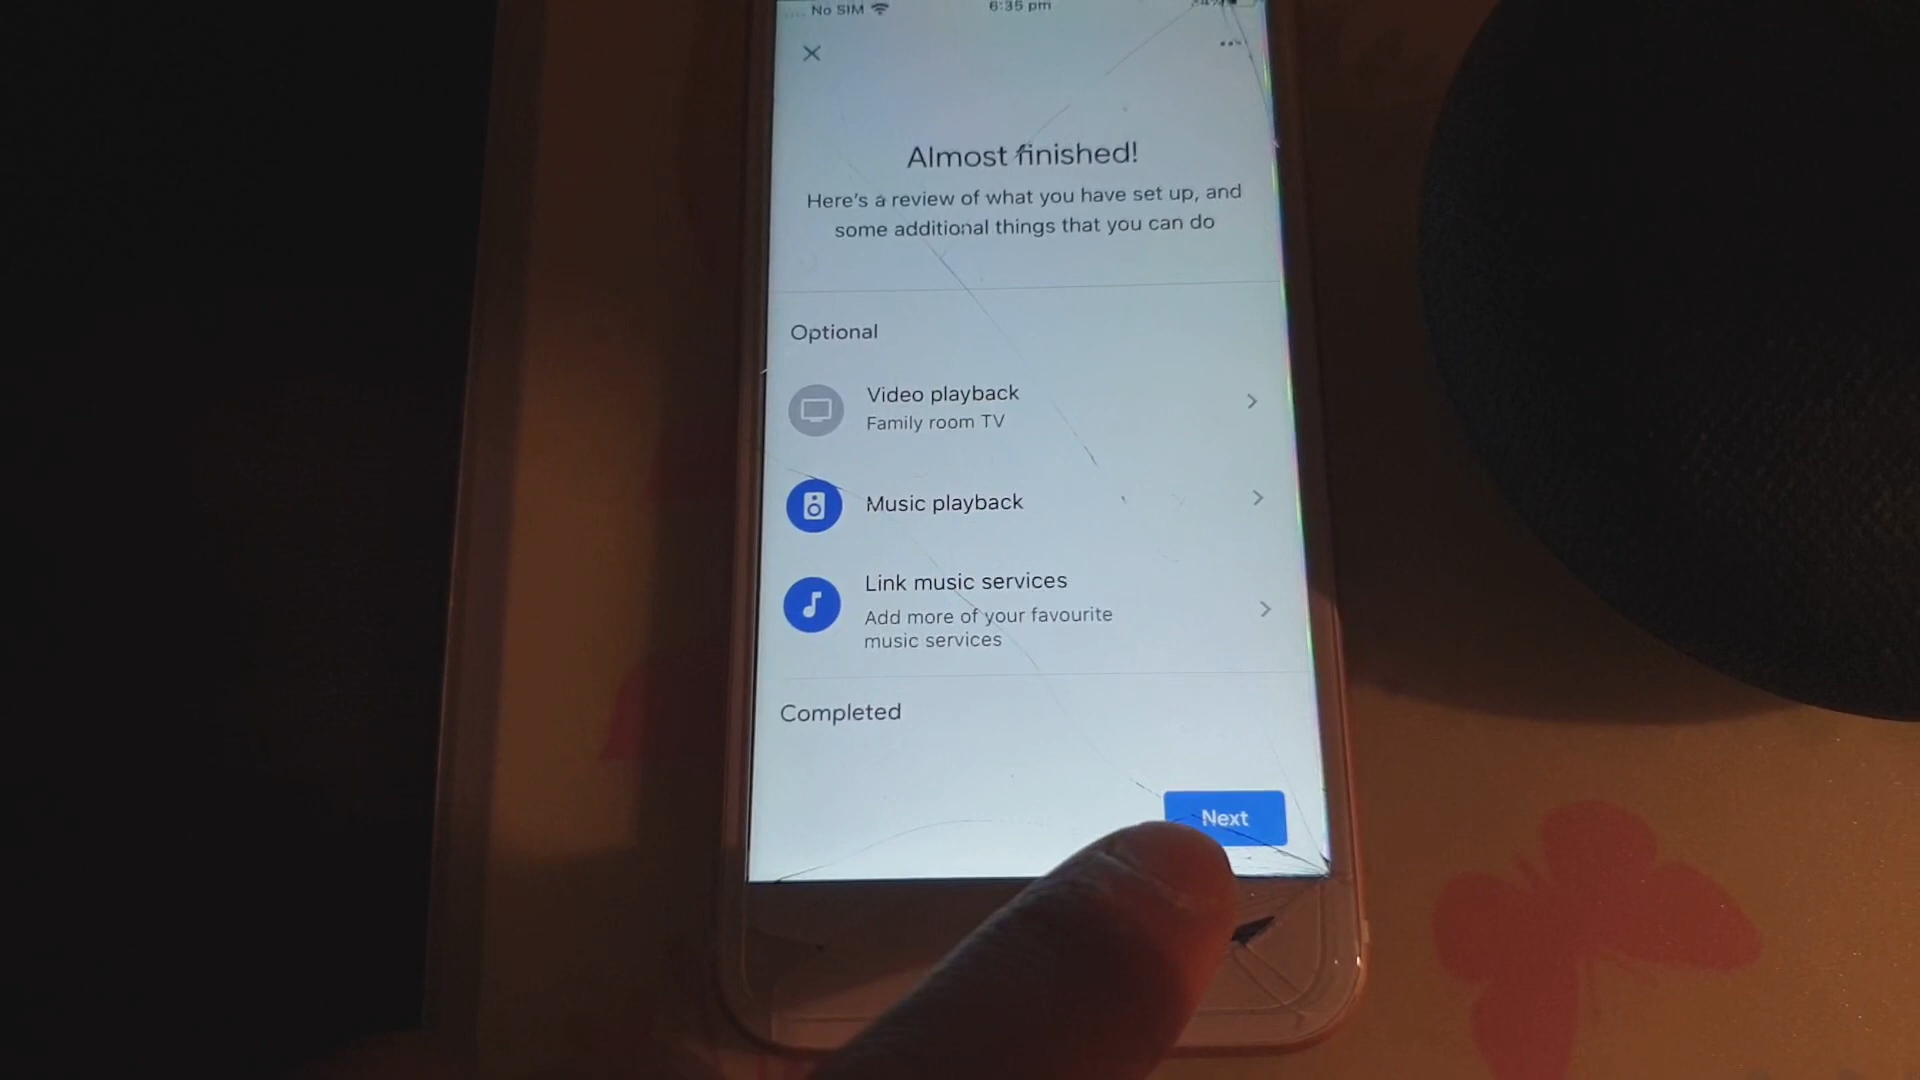 No SIM
6:35 pm
Almost finished!
Here's a review of what you have set up, and
some additional things that you can do
Optional
Video playback
Family room TV
Music playback
Link music services
Add more of your favourite
music services
Completed
Next